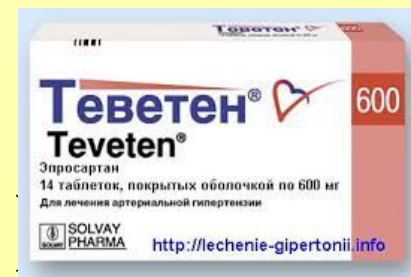 Теветен®
Теветен® 600
Teveten®
Эпросартан
14 таблеток, покрытых оболочкой по 600 мг
Для лечения артериальной гипертензии
SOLVAY
PHARMA
http://lechenie-gipertonii.info